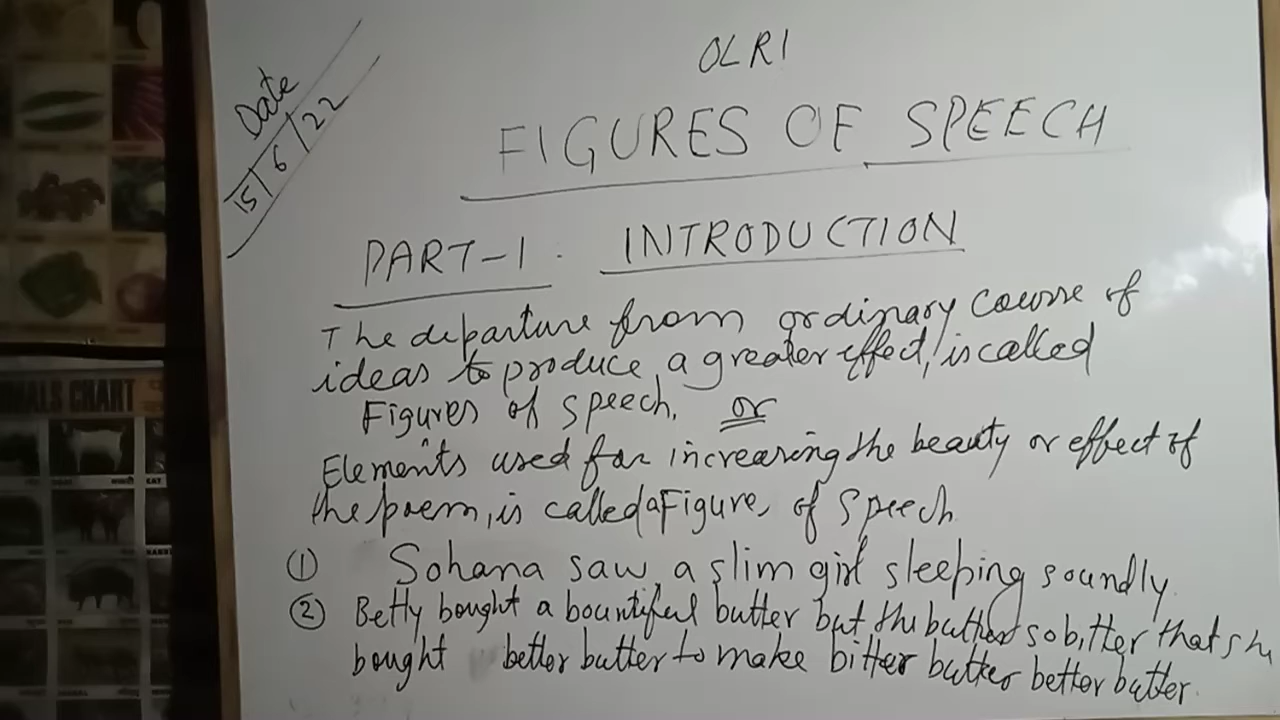 OLRI
Date
15/6/22
FIGURES OF SPEECH
PART-1. INTRODUCTION
The departure from ordinary course of
ideas to produce a greater effect, is called
Figures of speech, or
Elements used for increasing the beauty or effect of
the poem, is called a Figure of Speech
① Sohana saw a slim girl sleeping soundly.
② Betty bought a bountiful butter but the butter so bitter that she
bought better butter to make bitter butter better butter.
ALS CHART